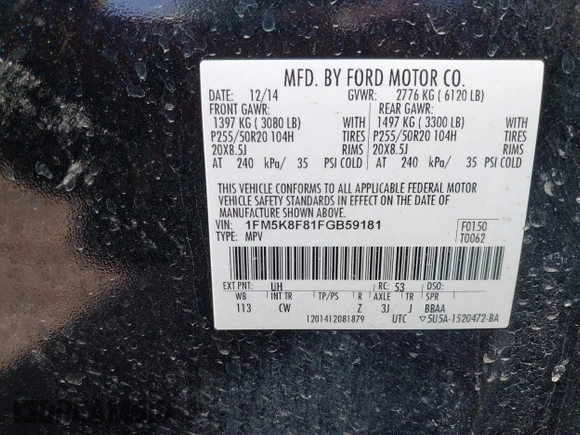 MFD. BY FORD MOTOR CO.
DATE: 12/14 GVWR: 2776 KG ( 6120 LB)
FRONT GAWR: REAR GAWR:
1397 KG ( 3080 LB) WITH 1497 KG ( 3300 LB) WITH
P255/50R20 104H TIRES P255/50R20 104H TIRES
20X8.5J RIMS 20X8.5J RIMS
AT 240 kPa/ 35 PSI COLD AT 240 kPa/ 35 PSI COLD
THIS VEHICLE CONFORMS TO ALL APPLICABLE FEDERAL MOTOR
VEHICLE SAFETY STANDARDS IN EFFECT ON THE DATE OF
MANUFACTURE SHOWN ABOVE.
VIN: 1FM5K8F81FGB59181 F0150
TYPE: MPV T0062
EXT PNT: UH RC: 53 DSO:
WB INT TR TP/PS R AXLE TR SPR
113 CW Z 3J J BBAA
1201412081879 UTC ▽5U5A-1520472-BA